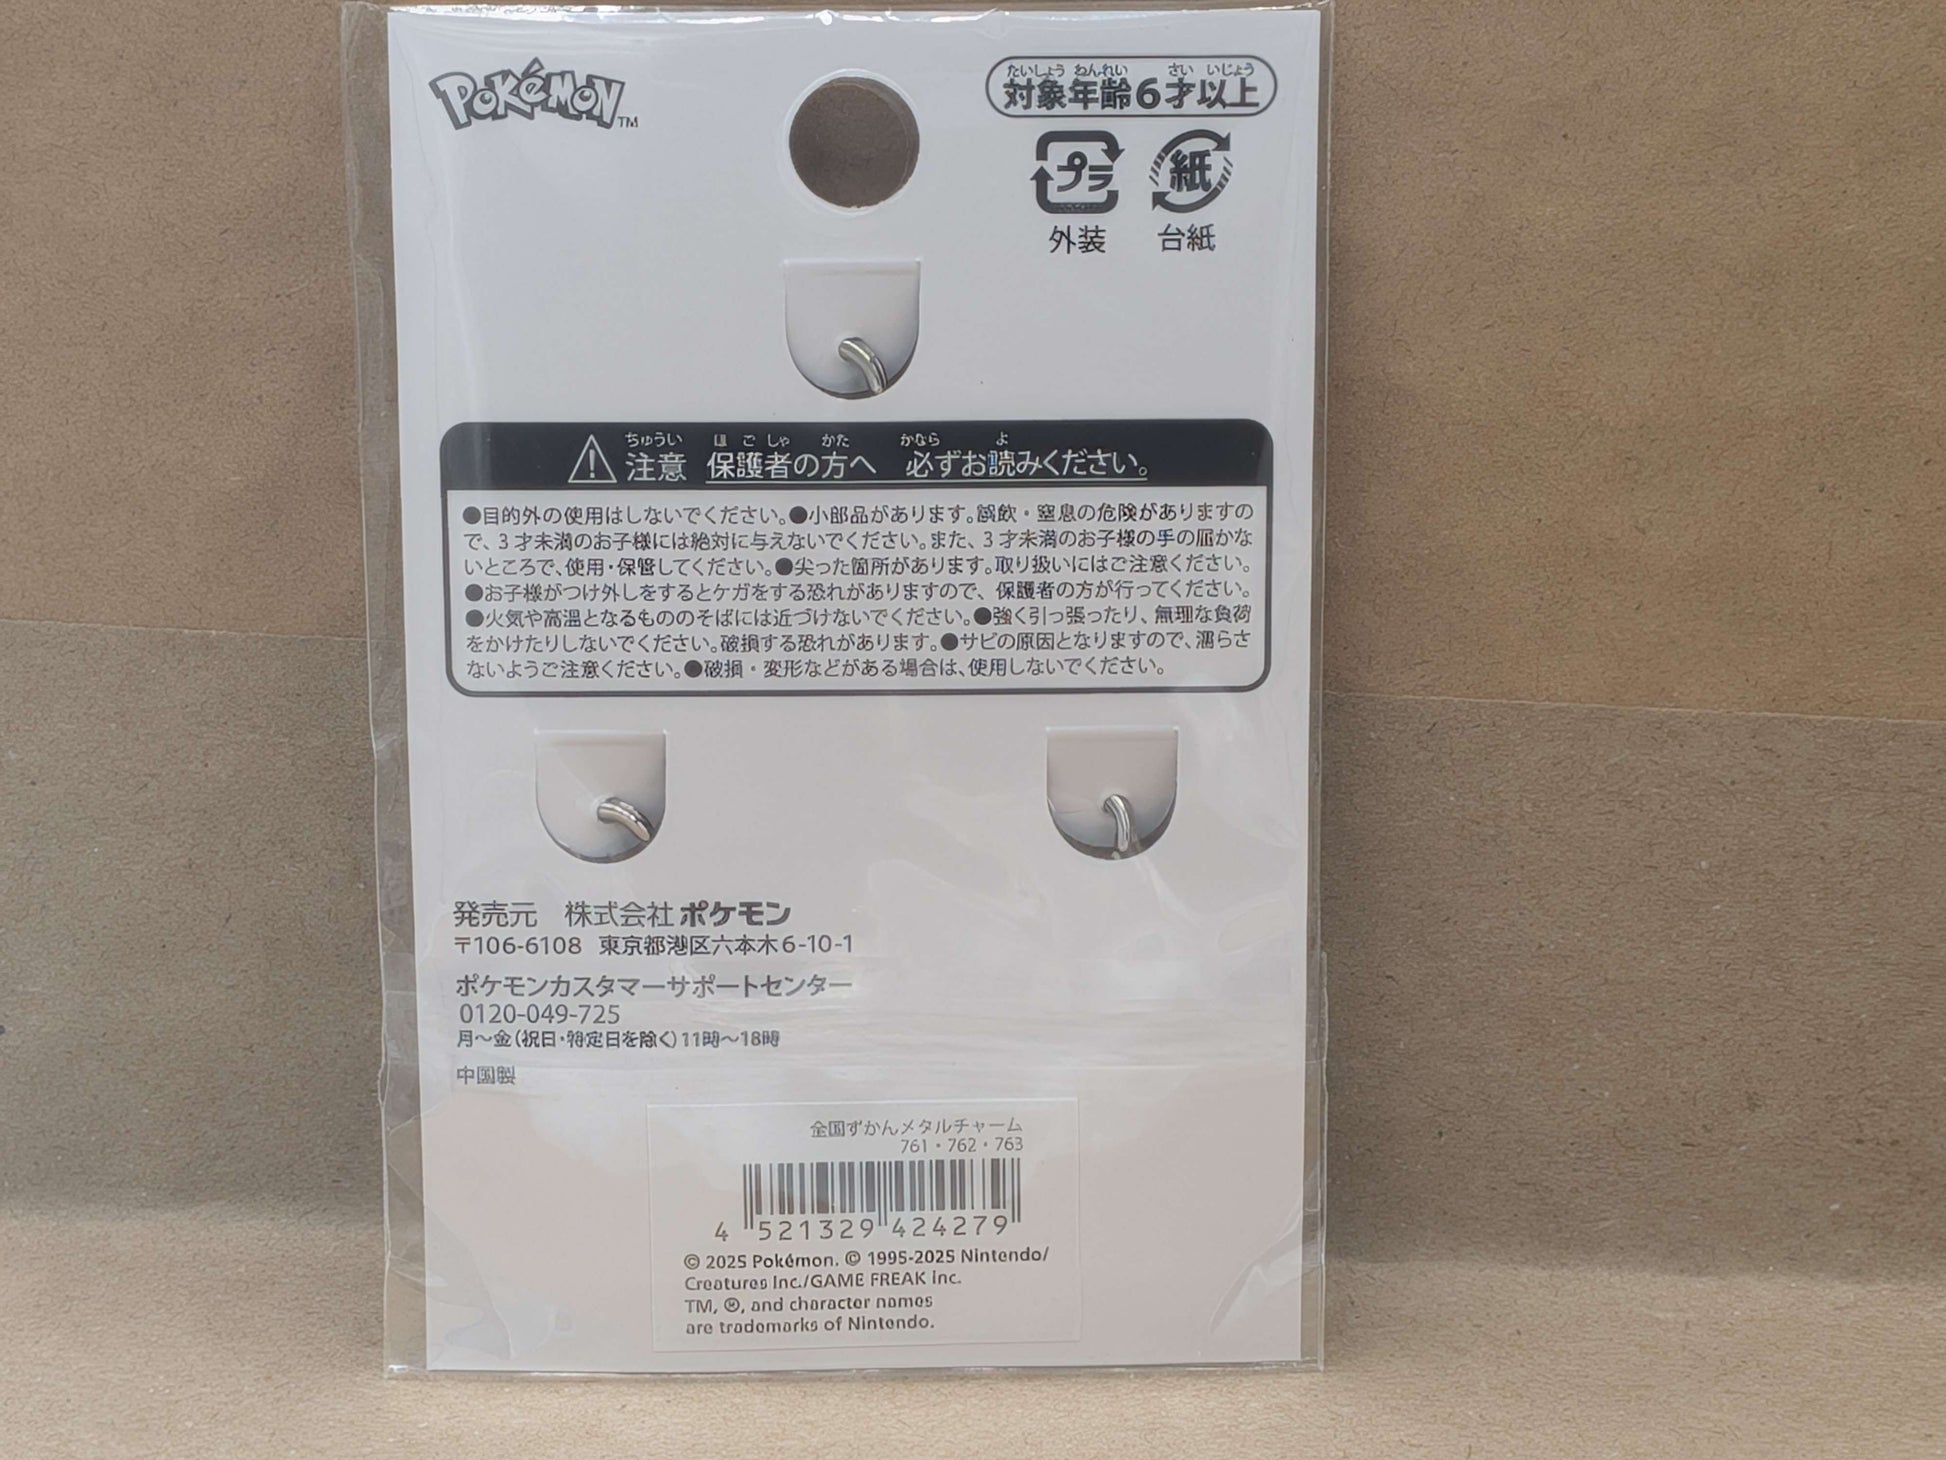 Pokémon™
対象年齢6才以上
たいしょう ねんれい さい いじょう
プラ 紙
外装 台紙
ちゅうい ほごしゃ かた かなら よ
注意 保護者の方へ 必ずお読みください。
●目的外の使用はしないでください。●小部品があります。誤飲・窒息の危険がありますの
で、3才未満のお子様には絶対に与えないでください。また、3才未満のお子様の手の届かな
いところで、使用・保管してください。●尖った箇所があります。取り扱いにはご注意ください。
●お子様がつけ外しをするとケガをする恐れがありますので、保護者の方が行ってください。
●火気や高温となるもののそばには近づけないでください。●強く引っ張ったり、無理な負荷
をかけたりしないでください。破損する恐れがあります。●サビの原因となりますので、濡らさ
ないようご注意ください。●破損・変形などがある場合は、使用しないでください。
発売元 株式会社ポケモン
〒106-6108 東京都港区六本木6-10-1
ポケモンカスタマーサポートセンター
0120-049-725
月～金(祝日・特定日を除く)11時～18時
中国製
全国ずかんメタルチャーム
761・762・763
4 521329 424279
© 2025 Pokémon. © 1995-2025 Nintendo/
Creatures Inc./GAME FREAK inc.
TM, ®, and character names
are trademarks of Nintendo.